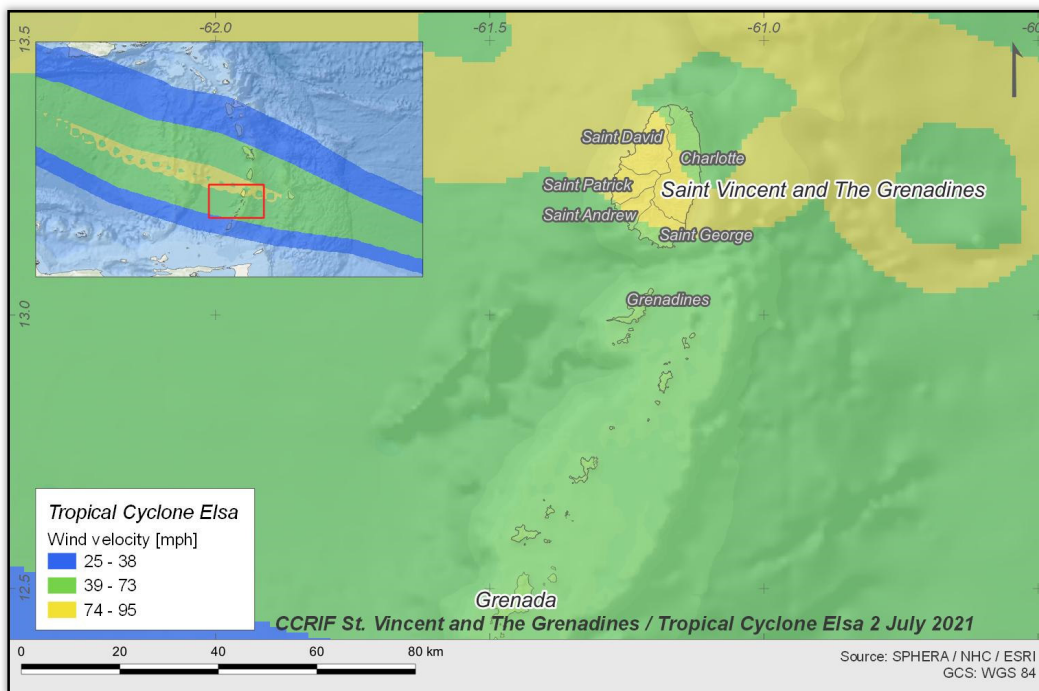 -62.0
-61.5
-61.0
-60
13.5
Saint David
Charlotte
Saint Patrick
Saint Vincent and The Grenadines
Saint Andrew
Saint George
Grenadines
13.0
12.5
Tropical Cyclone Elsa
Wind velocity [mph]
25 - 38
39 - 73
74 - 95
Grenada
CCRIF St. Vincent and The Grenadines / Tropical Cyclone Elsa 2 July 2021
0 20 40 60 80 km
Source: SPHERA / NHC / ESRI
GCS: WGS 84